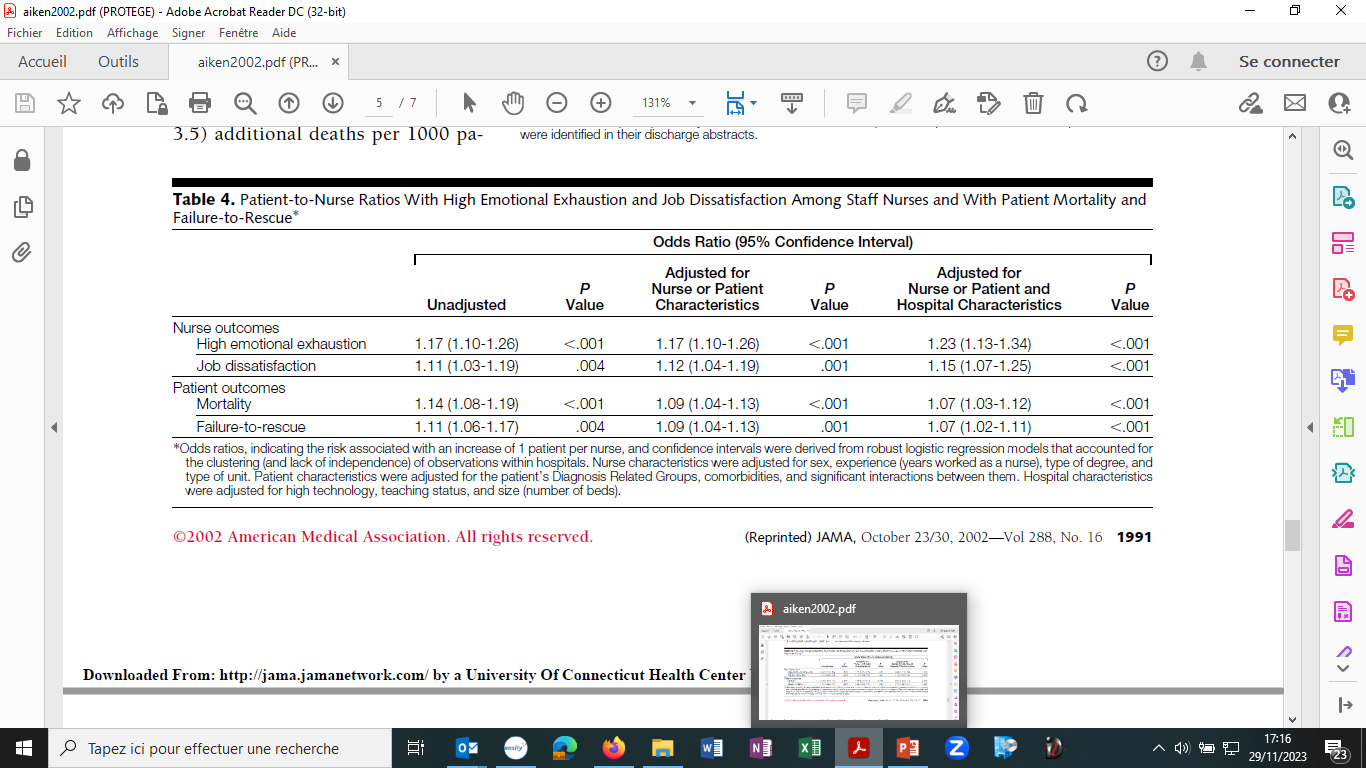 aiken2002.pdf (PROTEGE) - Adobe Acrobat Reader DC (32-bit)
Fichier Edition Affichage Signer Fenêtre Aide
Accueil Outils aiken2002.pdf (PR... × Se connecter
5 / 7 131%
3.5) additional deaths per 1000 pa-
were identified in their discharge abstracts.
Table 4. Patient-to-Nurse Ratios With High Emotional Exhaustion and Job Dissatisfaction Among Staff Nurses and With Patient Mortality and
Failure-to-Rescue*
Odds Ratio (95% Confidence Interval)
Adjusted for Adjusted for
P Nurse or Patient P Nurse or Patient and P
Unadjusted Value Characteristics Value Hospital Characteristics Value
Nurse outcomes
High emotional exhaustion 1.17 (1.10-1.26) <.001 1.17 (1.10-1.26) <.001 1.23 (1.13-1.34) <.001
Job dissatisfaction 1.11 (1.03-1.19) .004 1.12 (1.04-1.19) .001 1.15 (1.07-1.25) <.001
Patient outcomes
Mortality 1.14 (1.08-1.19) <.001 1.09 (1.04-1.13) <.001 1.07 (1.03-1.12) <.001
Failure-to-rescue 1.11 (1.06-1.17) .004 1.09 (1.04-1.13) .001 1.07 (1.02-1.11) <.001
*Odds ratios, indicating the risk associated with an increase of 1 patient per nurse, and confidence intervals were derived from robust logistic regression models that accounted for
the clustering (and lack of independence) of observations within hospitals. Nurse characteristics were adjusted for sex, experience (years worked as a nurse), type of degree, and
type of unit. Patient characteristics were adjusted for the patient's Diagnosis Related Groups, comorbidities, and significant interactions between them. Hospital characteristics
were adjusted for high technology, teaching status, and size (number of beds).
©2002 American Medical Association. All rights reserved. (Reprinted) JAMA, October 23/30, 2002—Vol 288, No. 16 1991
aiken2002.pdf
Downloaded From: http://jama.jamanetwork.com/ by a University Of Connecticut Health Center
Tapez ici pour effectuer une recherche
17:16
29/11/2023
23